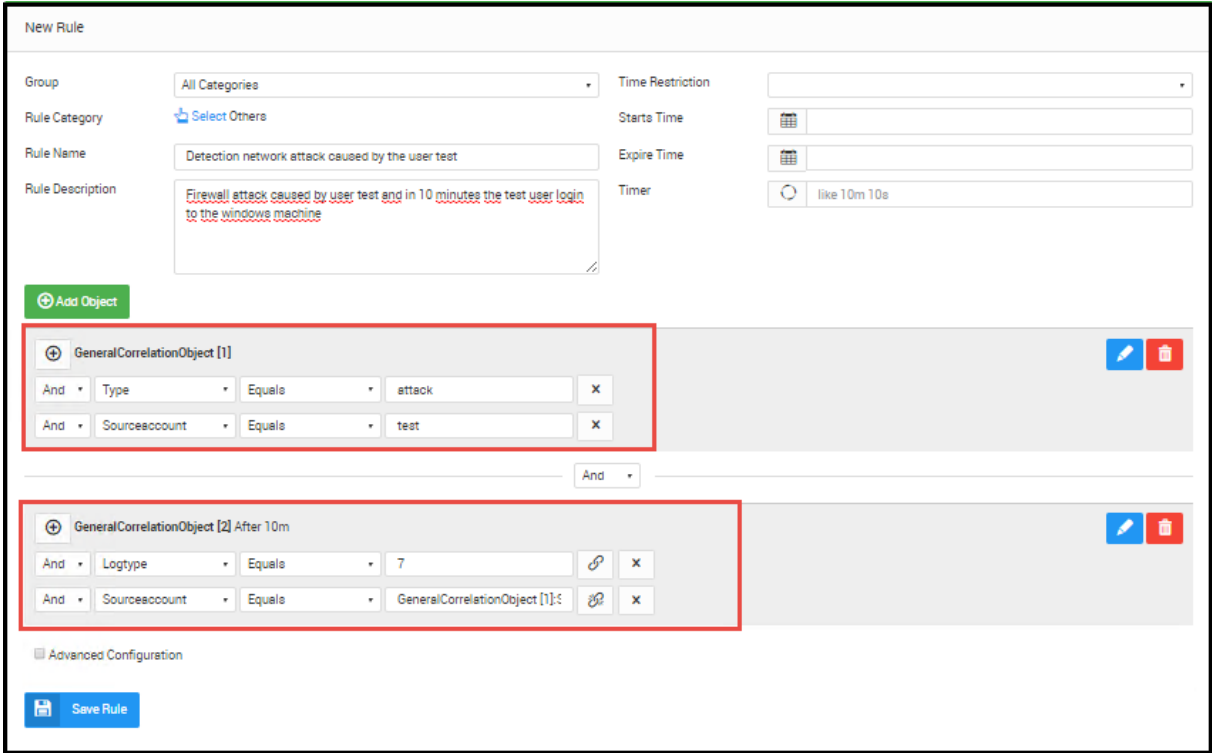 New Rule
Group All Categories Time Restriction
Rule Category Select Others Starts Time
Rule Name Detection network attack caused by the user test Expire Time
Rule Description Firewall attack caused by user test and in 10 minutes the test user login Timer like 10m 10s
to the windows machine
Add Object
GeneralCorrelationObject [1]
And Type Equals attack x
And Sourceaccount Equals test x
And
GeneralCorrelationObject [2] After 10m
And Logtype Equals 7 x
And Sourceaccount Equals GeneralCorrelationObject [1]:S x
Advanced Configuration
Save Rule